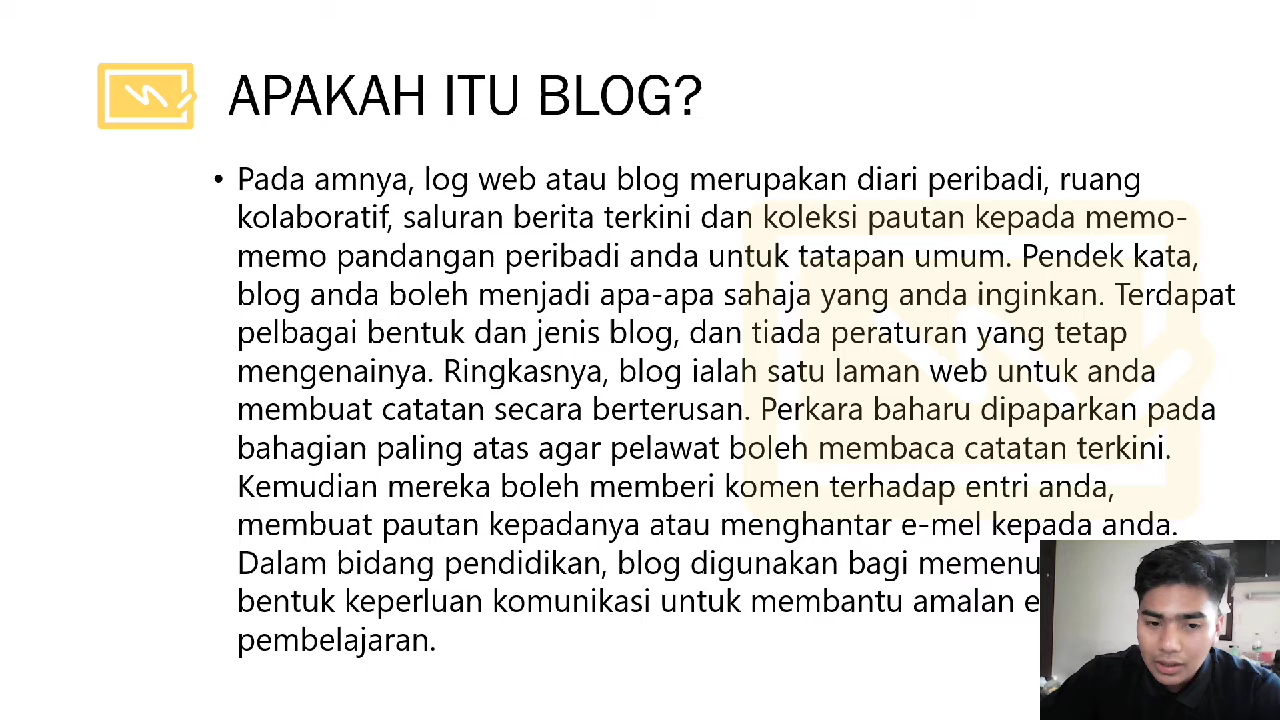 APAKAH ITU BLOG?
• Pada amnya, log web atau blog merupakan diari peribadi, ruang
kolaboratif, saluran berita terkini dan koleksi pautan kepada memo-
memo pandangan peribadi anda untuk tatapan umum. Pendek kata,
blog anda boleh menjadi apa-apa sahaja yang anda inginkan. Terdapat
pelbagai bentuk dan jenis blog, dan tiada peraturan yang tetap
mengenainya. Ringkasnya, blog ialah satu laman web untuk anda
membuat catatan secara berterusan. Perkara baharu dipaparkan pada
bahagian paling atas agar pelawat boleh membaca catatan terkini.
Kemudian mereka boleh memberi komen terhadap entri anda,
membuat pautan kepadanya atau menghantar e-mel kepada anda.
Dalam bidang pendidikan, blog digunakan bagi
bentuk keperluan komunikasi untuk membantu amalan
pembelajaran.